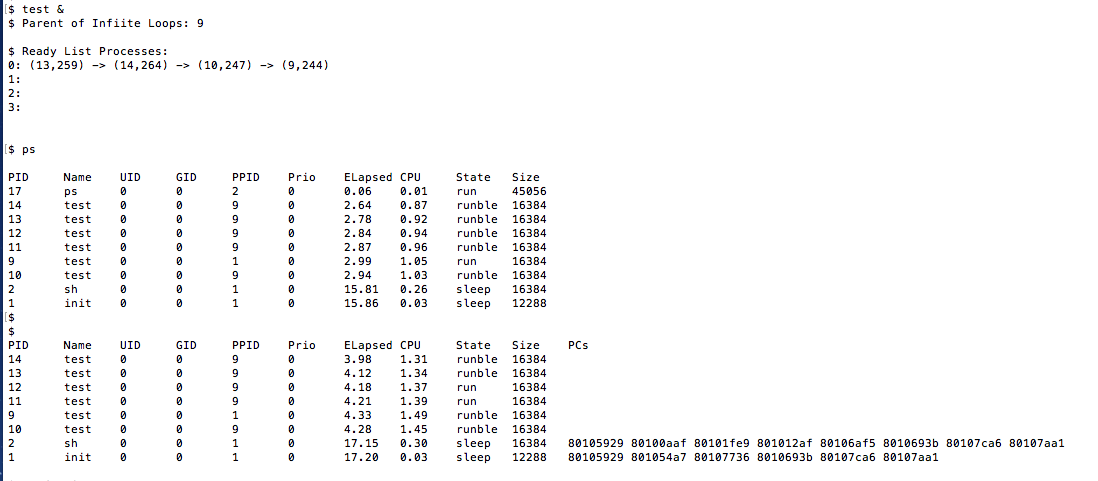 [$ test &
$ Parent of Infiite Loops: 9
$ Ready List Processes:
0: (13,259) -> (14,264) -> (10,247) -> (9,244)
1:
2:
3:
[$ ps
PID Name UID GID PPID Prio ELapsed CPU State Size
17 ps 0 0 2 0 0.06 0.01 run 45056
14 test 0 0 9 0 2.64 0.87 runble 16384
13 test 0 0 9 0 2.78 0.92 runble 16384
12 test 0 0 9 0 2.84 0.94 runble 16384
11 test 0 0 9 0 2.87 0.96 runble 16384
9 test 0 0 1 0 2.99 1.05 run 16384
10 test 0 0 9 0 2.94 1.03 runble 16384
2 sh 0 0 1 0 15.81 0.26 sleep 16384
1 init 0 0 1 0 15.86 0.03 sleep 12288
[$
$
PID Name UID GID PPID Prio ELapsed CPU State Size PCs
14 test 0 0 9 0 3.98 1.31 runble 16384
13 test 0 0 9 0 4.12 1.34 runble 16384
12 test 0 0 9 0 4.18 1.37 run 16384
11 test 0 0 9 0 4.21 1.39 run 16384
9 test 0 0 1 0 4.33 1.49 runble 16384
10 test 0 0 9 0 4.28 1.45 runble 16384
2 sh 0 0 1 0 17.15 0.30 sleep 16384 80105929 80100aaf 80101fe9 801012af 80106af5 8010693b 80107ca6 80107aa1
1 init 0 0 1 0 17.20 0.03 sleep 12288 80105929 801054a7 80107736 8010693b 80107ca6 80107aa1